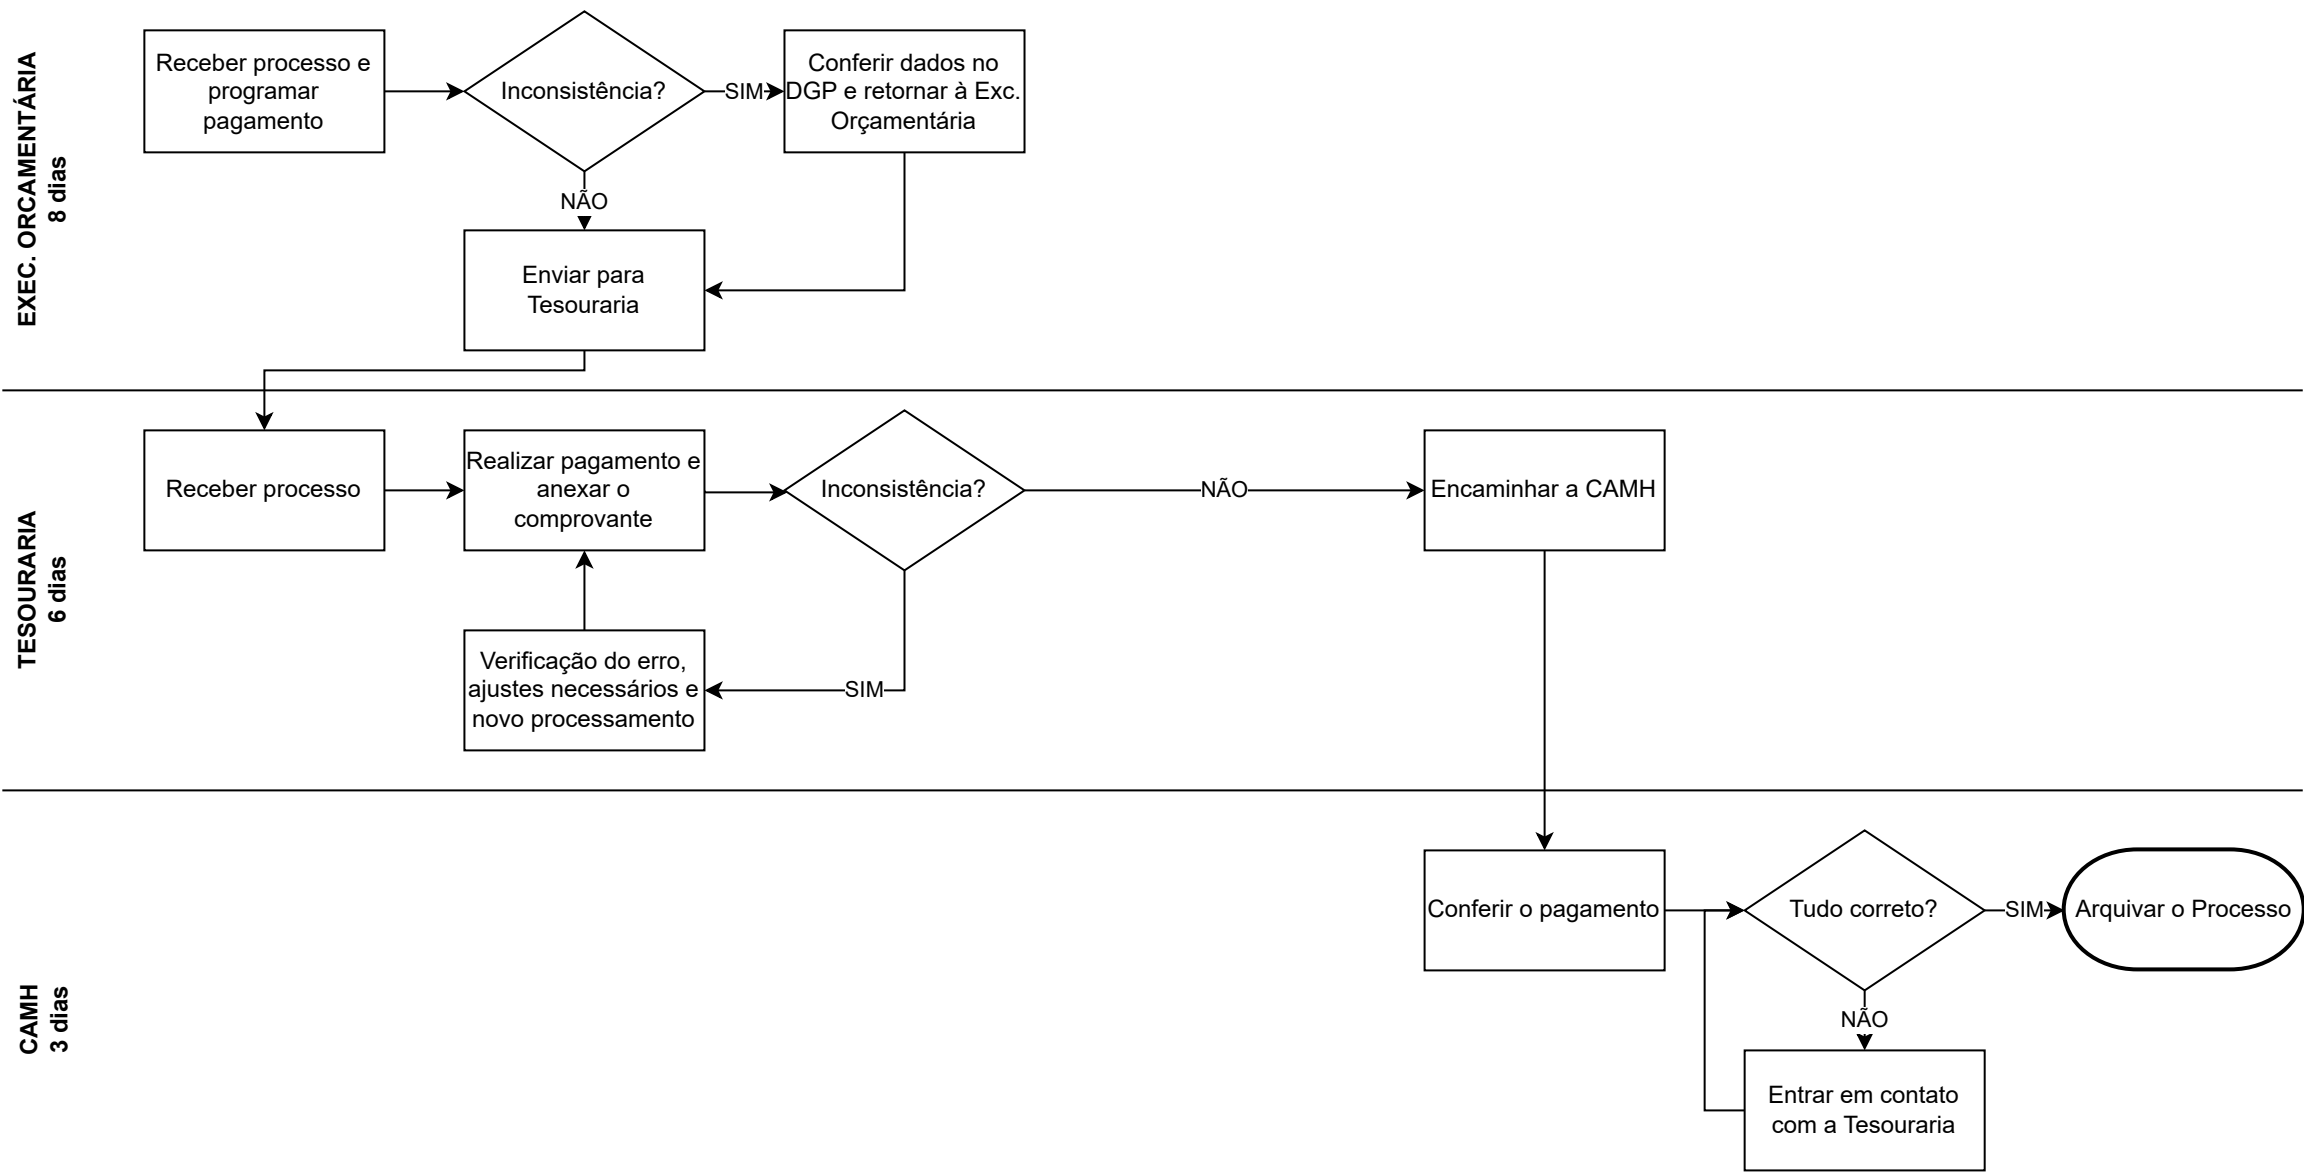 EXEC. ORCAMENTÁRIA
8 dias
Receber processo e
programar
pagamento
Inconsistência?
SIM
Conferir dados no
DGP e retornar à Exc.
Orçamentária
NÃO
Enviar para
Tesouraria
TESOURARIA
6 dias
Receber processo
Realizar pagamento e
anexar o
comprovante
Inconsistência?
NÃO
Encaminhar a CAMH
Verificação do erro,
ajustes necessários e
novo processamento
SIM
CAMH
3 dias
Conferir o pagamento
Tudo correto?
SIM
Arquivar o Processo
NÃO
Entrar em contato
com a Tesouraria